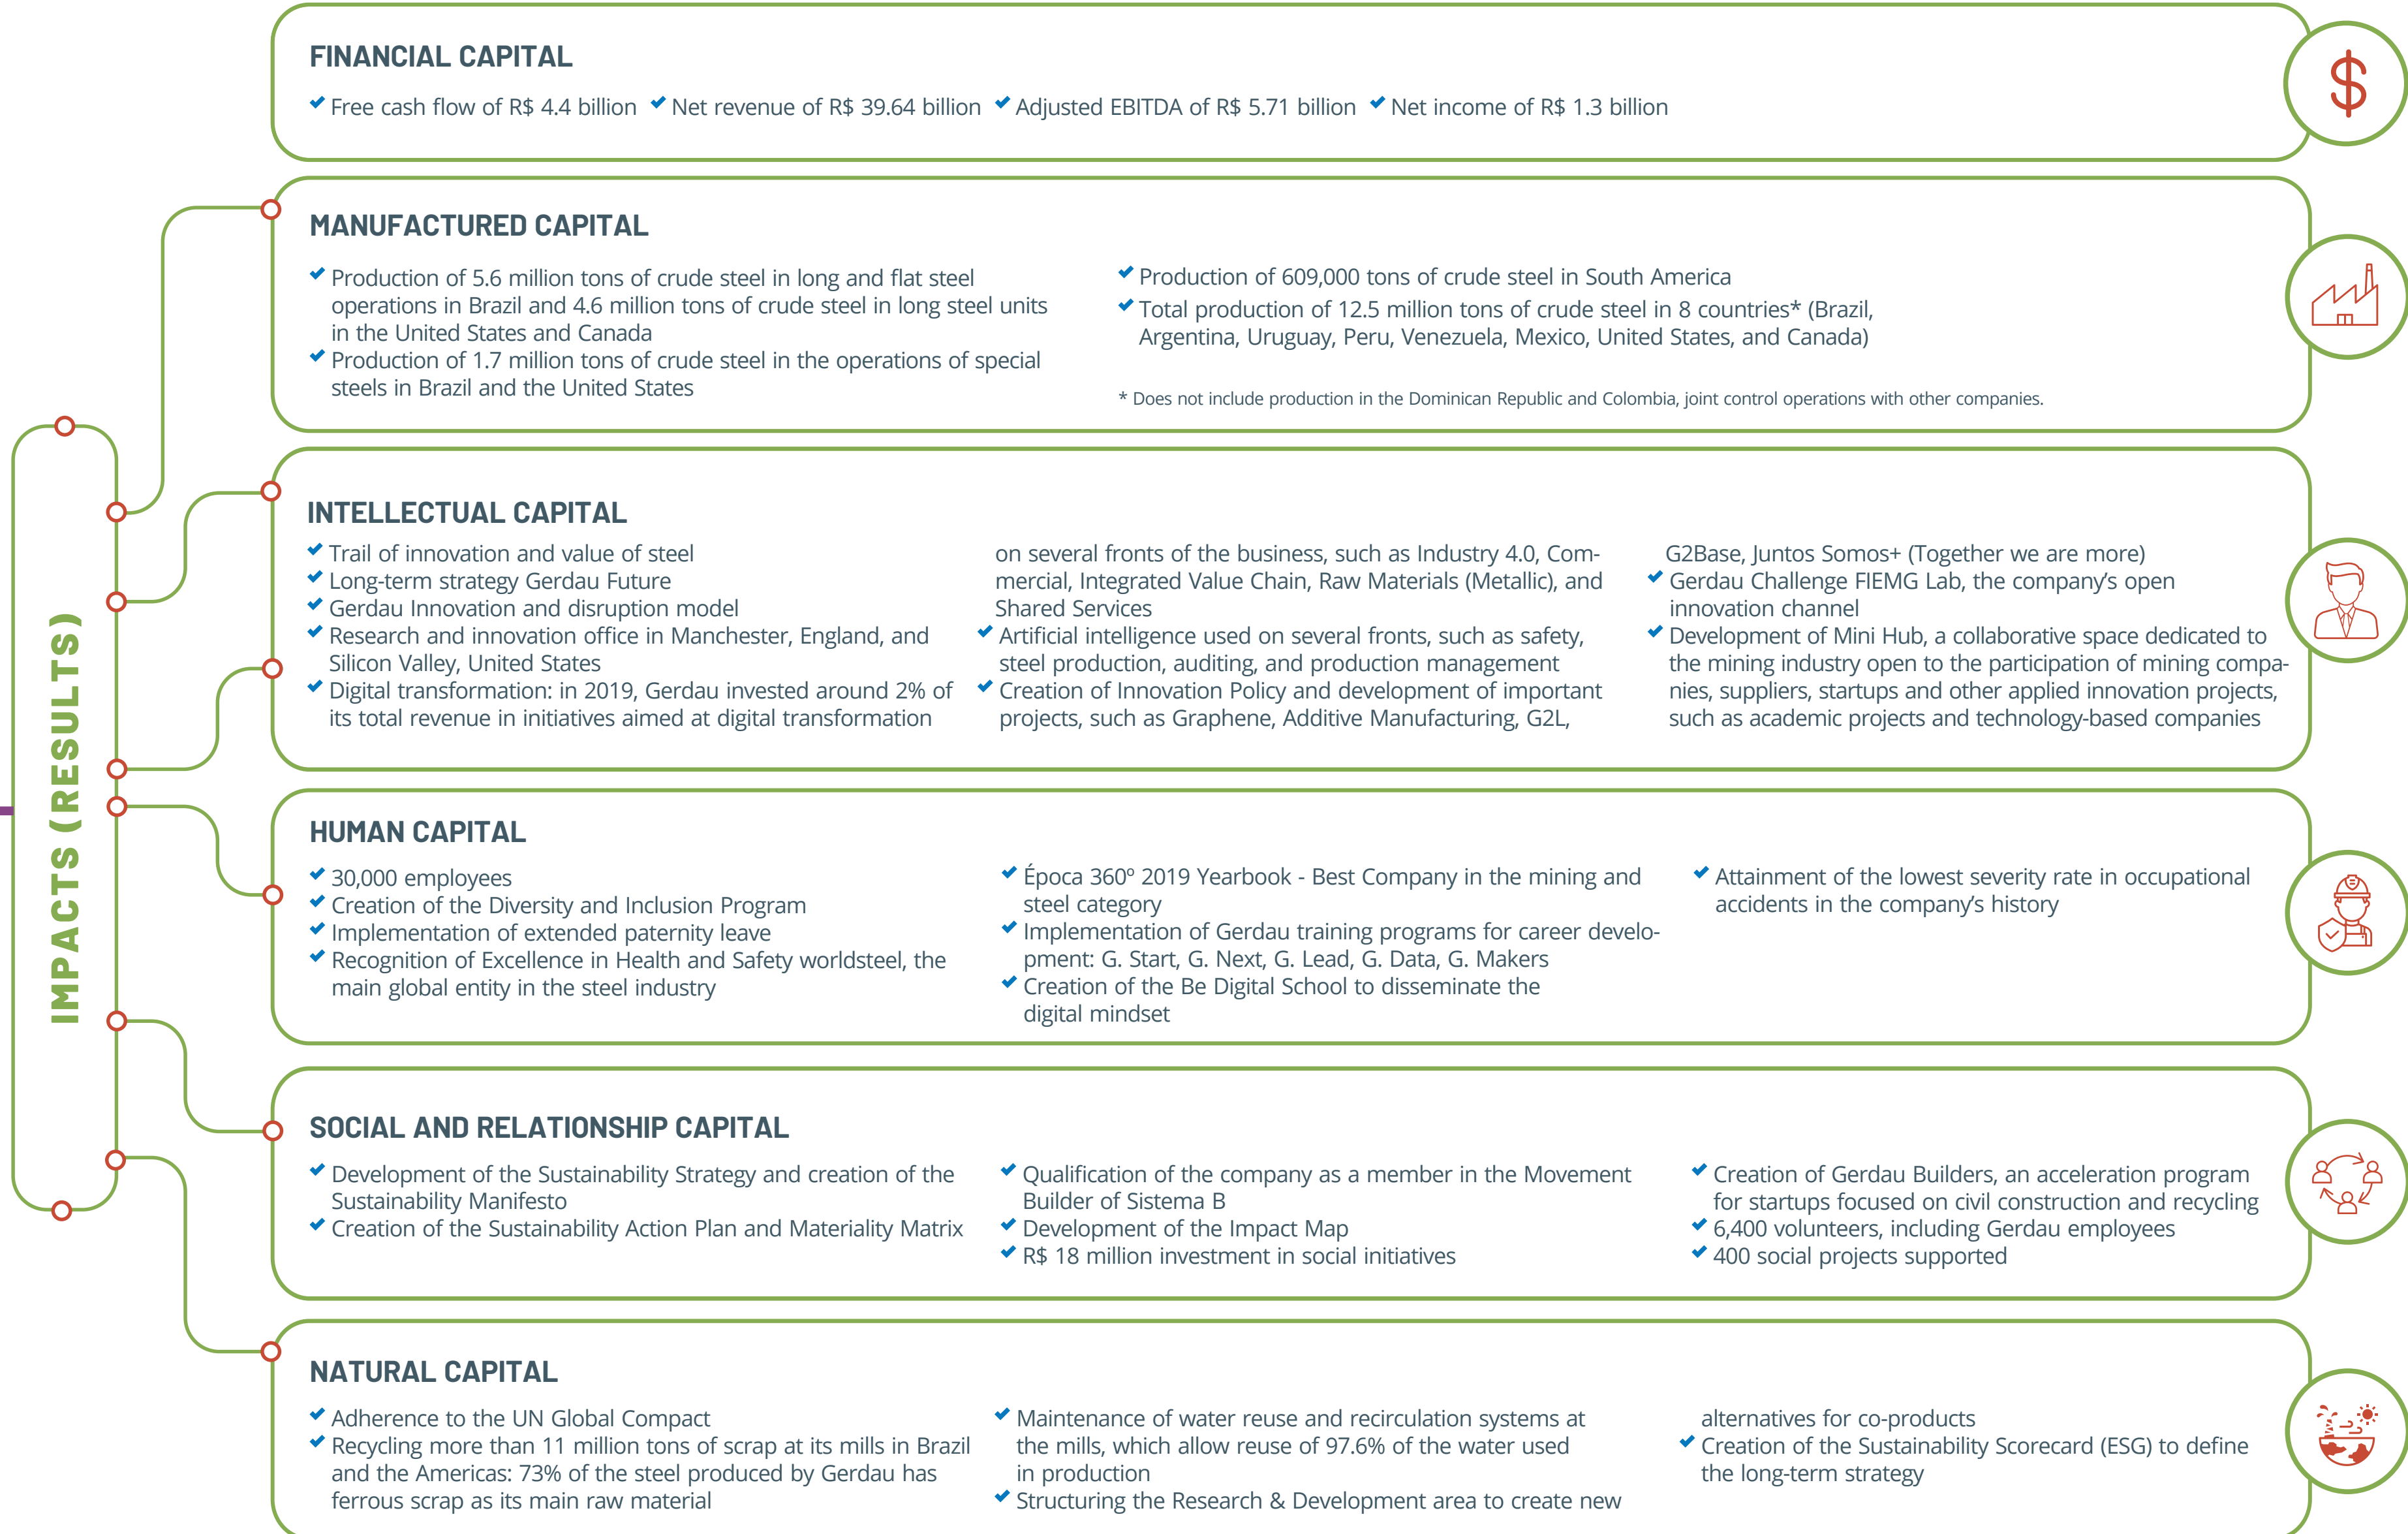 IMPACTS (RESULTS)
FINANCIAL CAPITAL
Free cash flow of R$ 4.4 billion Net revenue of R$ 39.64 billion Adjusted EBITDA of R$ 5.71 billion Net income of R$ 1.3 billion
MANUFACTURED CAPITAL
Production of 5.6 million tons of crude steel in long and flat steel
operations in Brazil and 4.6 million tons of crude steel in long steel units
in the United States and Canada
Production of 1.7 million tons of crude steel in the operations of special
steels in Brazil and the United States
Production of 609,000 tons of crude steel in South America
Total production of 12.5 million tons of crude steel in 8 countries* (Brazil,
Argentina, Uruguay, Peru, Venezuela, Mexico, United States, and Canada)
* Does not include production in the Dominican Republic and Colombia, joint control operations with other companies.
INTELLECTUAL CAPITAL
Trail of innovation and value of steel
Long-term strategy Gerdau Future
Gerdau Innovation and disruption model
Research and innovation office in Manchester, England, and
Silicon Valley, United States
Digital transformation: in 2019, Gerdau invested around 2% of
its total revenue in initiatives aimed at digital transformation
on several fronts of the business, such as Industry 4.0, Com-
mercial, Integrated Value Chain, Raw Materials (Metallic), and
Shared Services
Artificial intelligence used on several fronts, such as safety,
steel production, auditing, and production management
Creation of Innovation Policy and development of important
projects, such as Graphene, Additive Manufacturing, G2L,
G2Base, Juntos Somos+ (Together we are more)
Gerdau Challenge FIEMG Lab, the company's open
innovation channel
Development of Mini Hub, a collaborative space dedicated to
the mining industry open to the participation of mining compa-
nies, suppliers, startups and other applied innovation projects,
such as academic projects and technology-based companies
HUMAN CAPITAL
30,000 employees
Creation of the Diversity and Inclusion Program
Implementation of extended paternity leave
Recognition of Excellence in Health and Safety worldsteel, the
main global entity in the steel industry
Época 360º 2019 Yearbook - Best Company in the mining and
steel category
Implementation of Gerdau training programs for career develo-
pment: G. Start, G. Next, G. Lead, G. Data, G. Makers
Creation of the Be Digital School to disseminate the
digital mindset
Attainment of the lowest severity rate in occupational
accidents in the company's history
SOCIAL AND RELATIONSHIP CAPITAL
Development of the Sustainability Strategy and creation of the
Sustainability Manifesto
Creation of the Sustainability Action Plan and Materiality Matrix
Qualification of the company as a member in the Movement
Builder of Sistema B
Development of the Impact Map
R$ 18 million investment in social initiatives
Creation of Gerdau Builders, an acceleration program
for startups focused on civil construction and recycling
6,400 volunteers, including Gerdau employees
400 social projects supported
NATURAL CAPITAL
Adherence to the UN Global Compact
Recycling more than 11 million tons of scrap at its mills in Brazil
and the Americas: 73% of the steel produced by Gerdau has
ferrous scrap as its main raw material
Maintenance of water reuse and recirculation systems at
the mills, which allow reuse of 97.6% of the water used
in production
Structuring the Research & Development area to create new
alternatives for co-products
Creation of the Sustainability Scorecard (ESG) to define
the long-term strategy